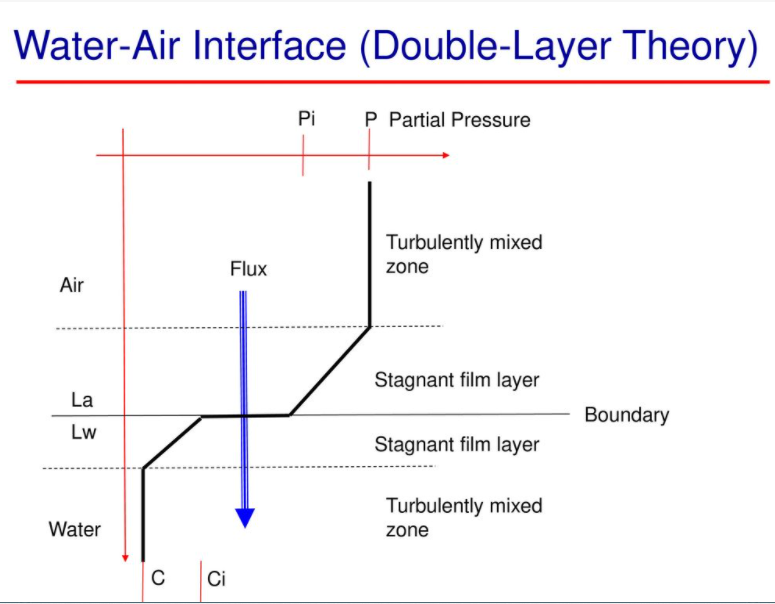 Water-Air Interface (Double-Layer Theory)
Pi
P Partial Pressure
Turbulently mixed
zone
Flux
Air
Stagnant film layer
La
Boundary
Lw
Stagnant film layer
Turbulently mixed
zone
Water
C
Ci